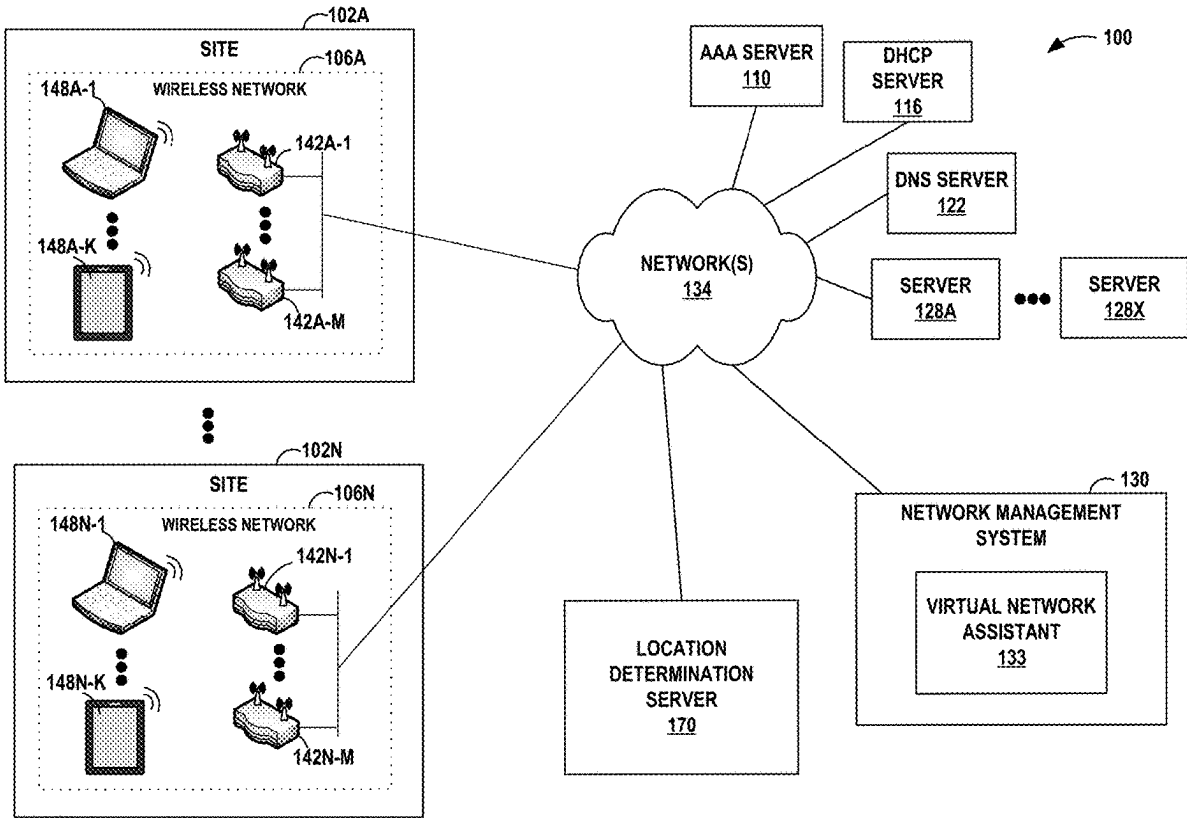 102A
SITE
106A
WIRELESS NETWORK
148A-1
142A-1
148A-K
142A-M
102N
SITE
106N
WIRELESS NETWORK
148N-1
142N-1
148N-K
142N-M
AAA SERVER
110
DHCP
SERVER
116
100
DNS SERVER
122
NETWORK(S)
134
SERVER
128A
SERVER
128X
130
NETWORK MANAGEMENT
SYSTEM
VIRTUAL NETWORK
ASSISTANT
133
LOCATION
DETERMINATION
SERVER
170